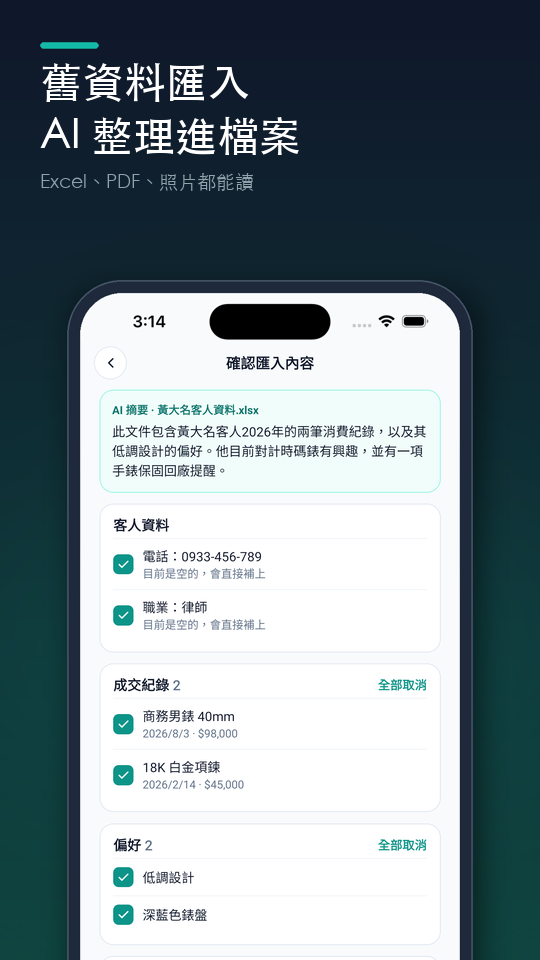 舊資料匯入
AI 整理進檔案
Excel、PDF、照片都能讀
3:14
確認匯入內容
AI 摘要 · 黃大名客人資料.xlsx
此文件包含黃大名客人2026年的兩筆消費紀錄，以及其
低調設計的偏好。他目前對計時碼錶有興趣，並有一項
手錶保固回廠提醒。
客人資料
電話：0933-456-789
目前是空的，會直接補上
職業：律師
目前是空的，會直接補上
成交紀錄 2
全部取消
商務男錶 40mm
2026/8/3 · $98,000
18K 白金項鍊
2026/2/14 · $45,000
偏好 2
全部取消
低調設計
深藍色錶盤